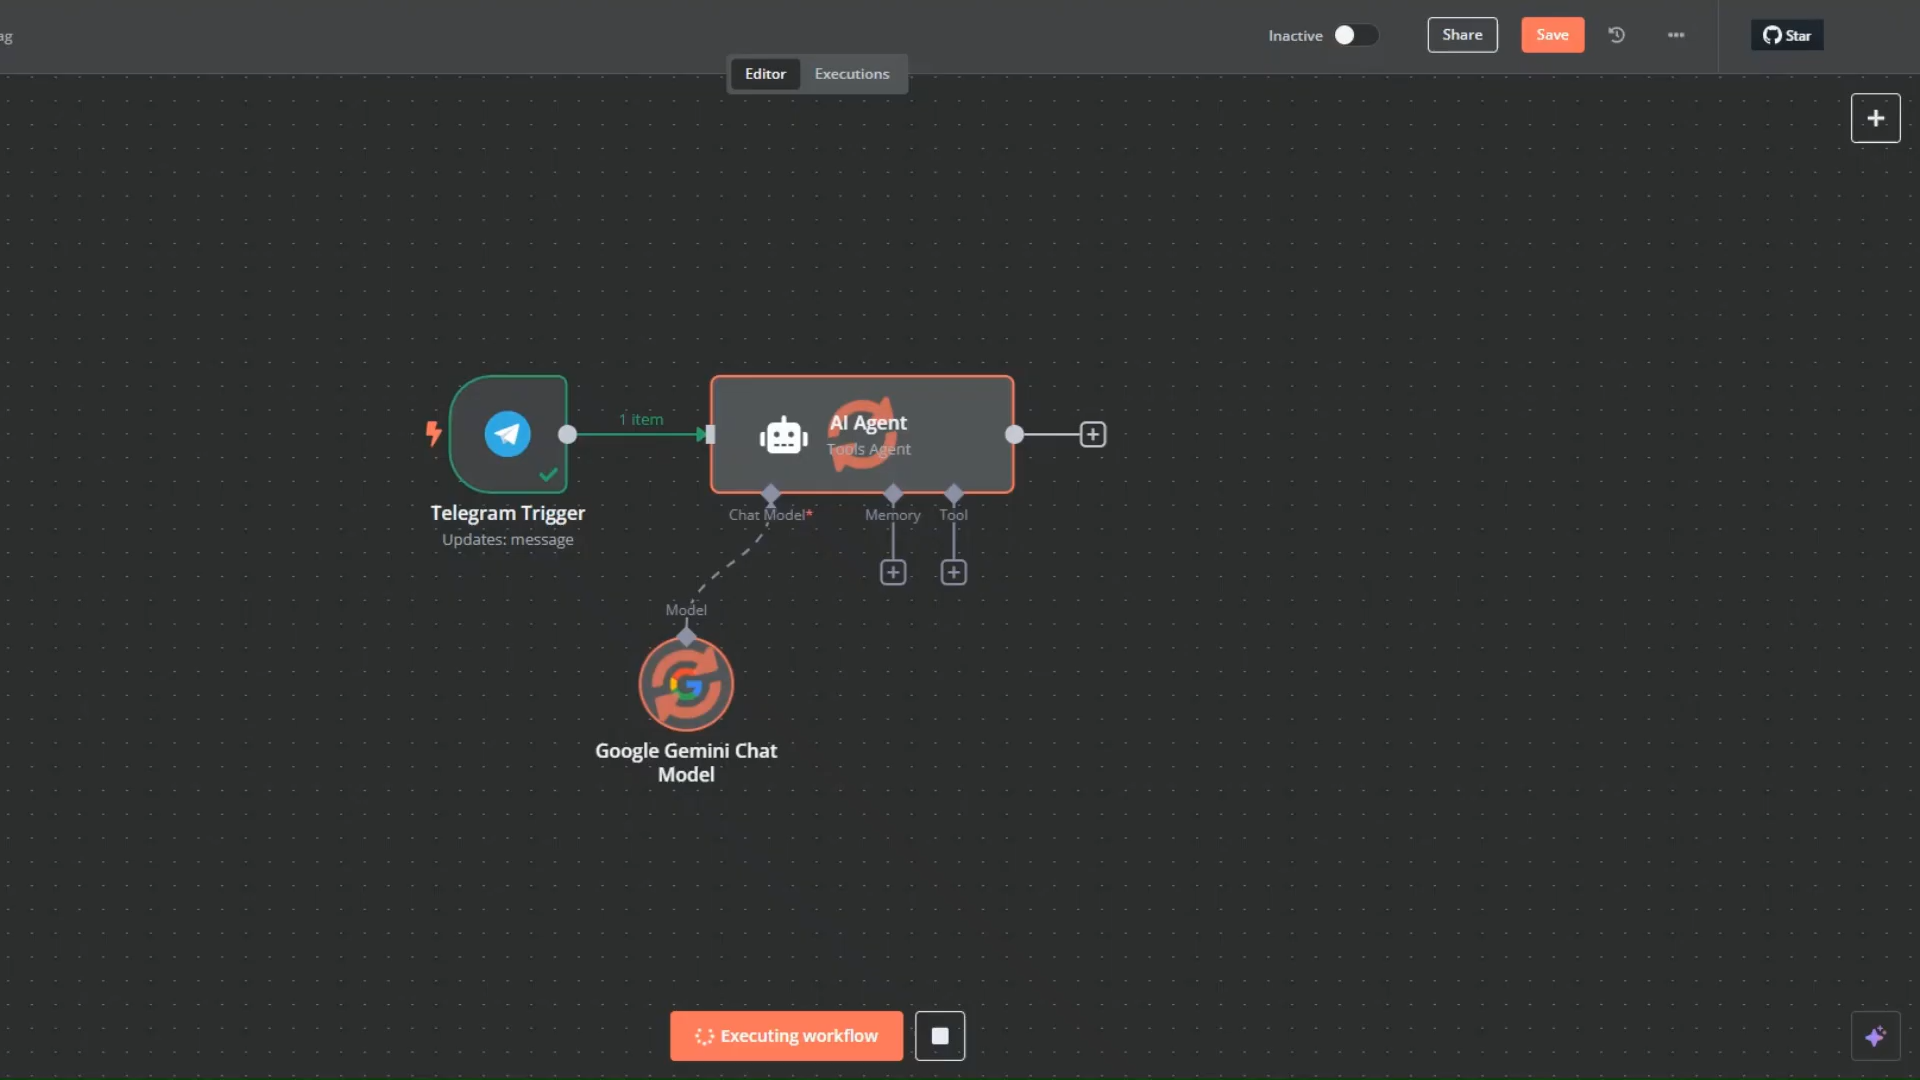 ag
Inactive
Share
Save
Star
Editor
Executions
1 item
AI Agent
Tools Agent
Chat Model*
Memory
Tool
Telegram Trigger
Updates: message
Model
Google Gemini Chat
Model
Executing workflow